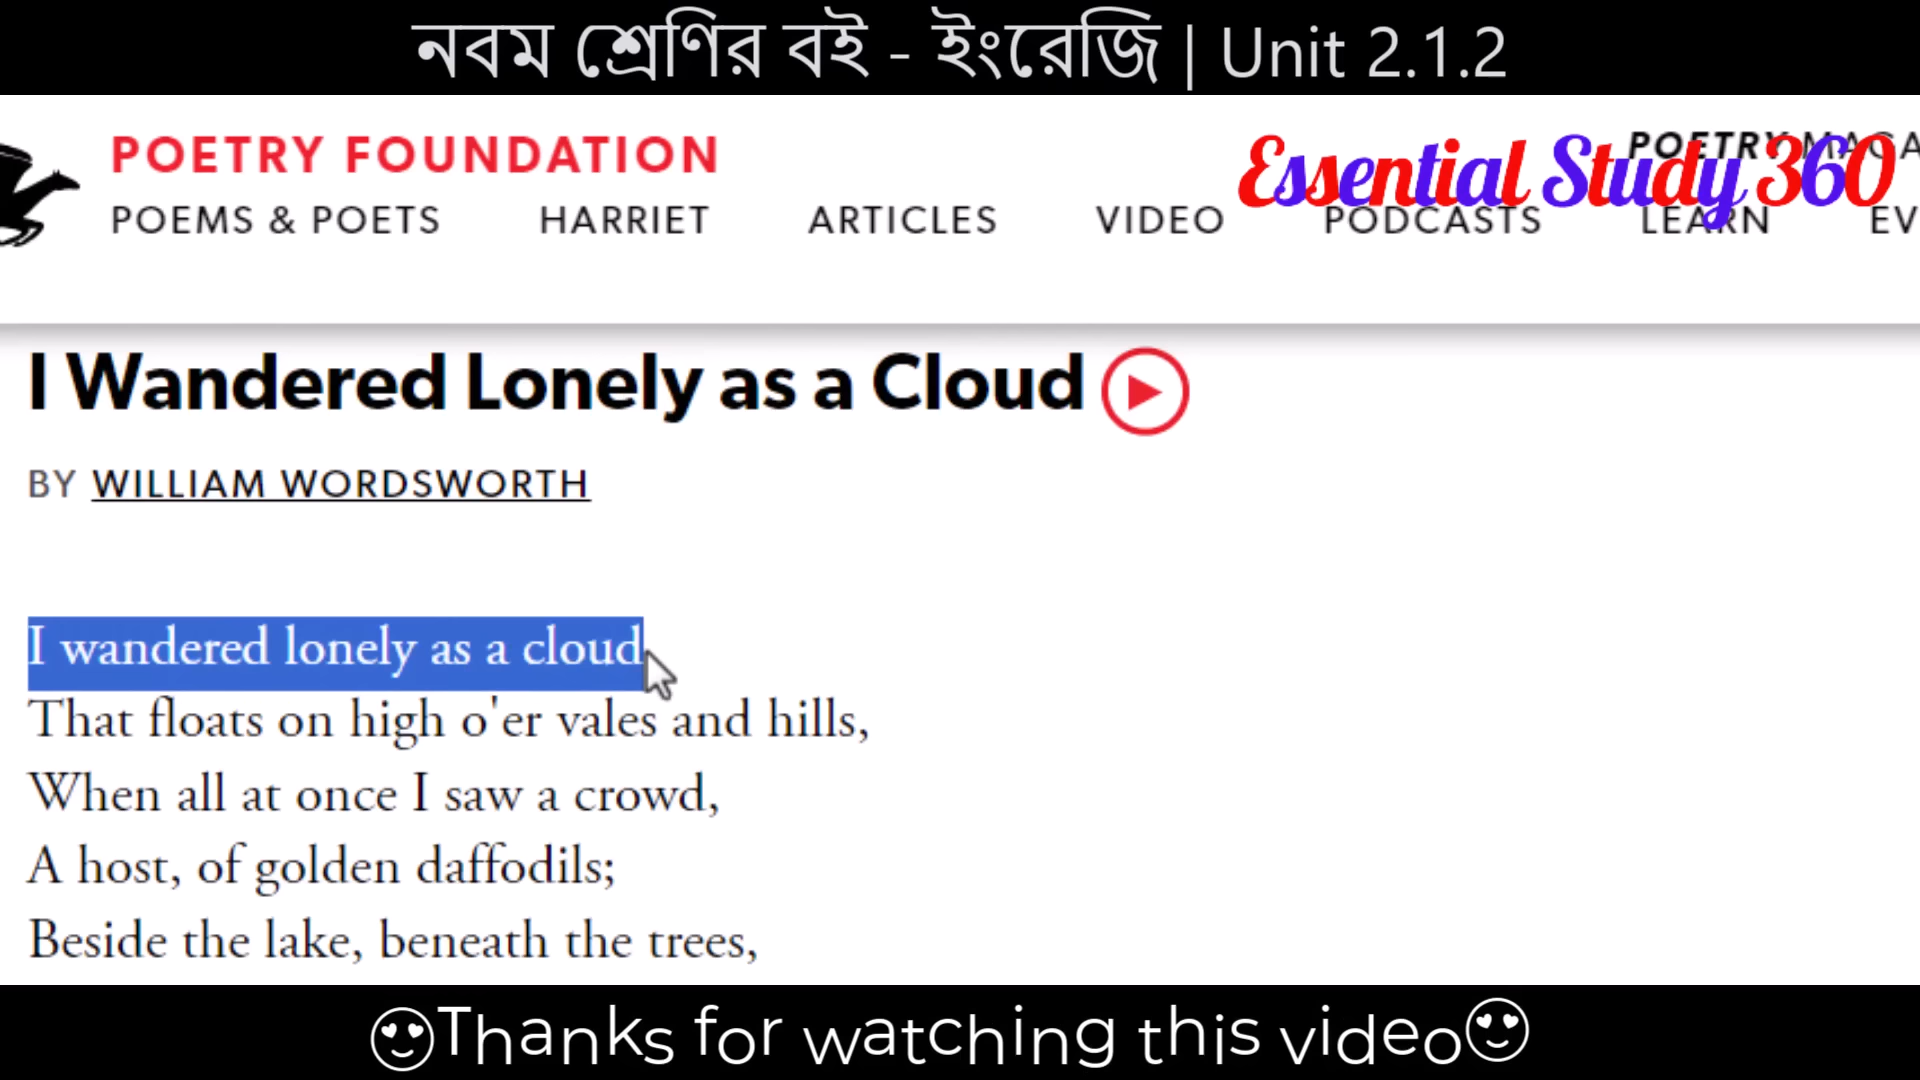 নবম শ্রেণির বই - ইংরেজি | Unit 2.1.2
POETRY FOUNDATION
POETRY
Essential Study 360
POEMS & POETS HARRIET ARTICLES VIDEO PODCASTS LEARN EV
I Wandered Lonely as a Cloud
BY WILLIAM WORDSWORTH
I wandered lonely as a cloud
That floats on high o'er vales and hills,
When all at once I saw a crowd,
A host, of golden daffodils;
Beside the lake, beneath the trees,
😍Thanks for watching this video😍